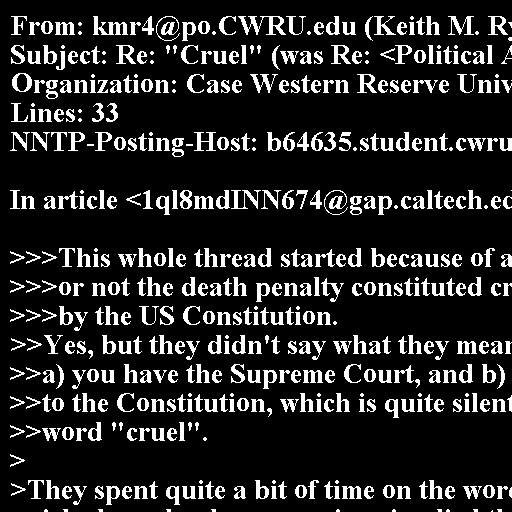 From: kmr4@po.CWRU.edu (Keith M.
Subject: Re: "Cruel" (was Re: <Political
Organization: Case Western Reserve
Lines: 33
NNTP-Posting-Host: b64635.student.cwru
In article <1ql8mdINN674@gap.caltech.ed
>>>This whole thread started because of a
>>>or not the death penalty constituted cr
>>>by the US Constitution.
>>Yes, but they didn't say what they mean
>>a) you have the Supreme Court, and b)
>>to the Constitution, which is quite silent
>>word "cruel".
>
>They spent quite a bit of time on the wor